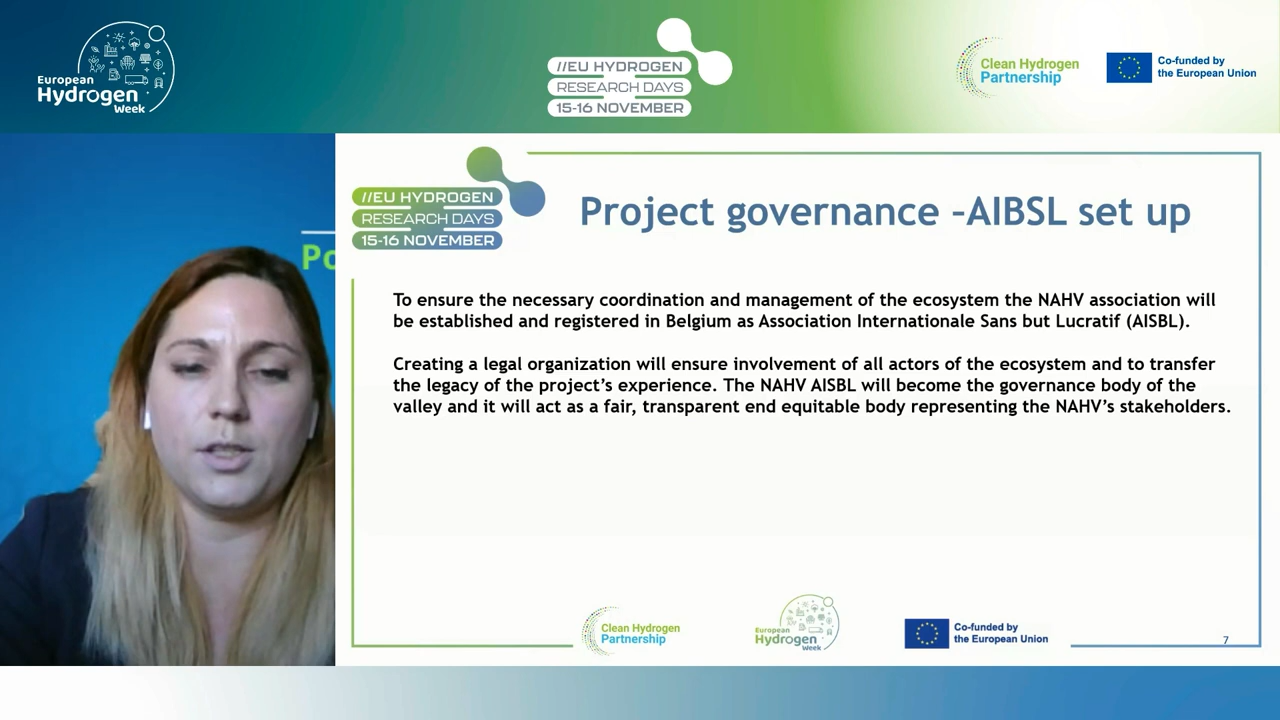 European
Hydrogen
Week
//EU HYDROGEN
RESEARCH DAYS
15-16 NOVEMBER
Clean Hydrogen
Partnership
Co-funded by
the European Union
Po
//EU HYDROGEN
RESEARCH DAYS
15-16 NOVEMBER
Project governance -AIBSL set up
To ensure the necessary coordination and management of the ecosystem the NAHV association will
be established and registered in Belgium as Association Internationale Sans but Lucratif (AISBL).
Creating a legal organization will ensure involvement of all actors of the ecosystem and to transfer
the legacy of the project's experience. The NAHV AISBL will become the governance body of the
valley and it will act as a fair, transparent end equitable body representing the NAHV's stakeholders.
Clean Hydrogen
Partnership
European
Hydrogen
Week
Co-funded by
the European Union
7